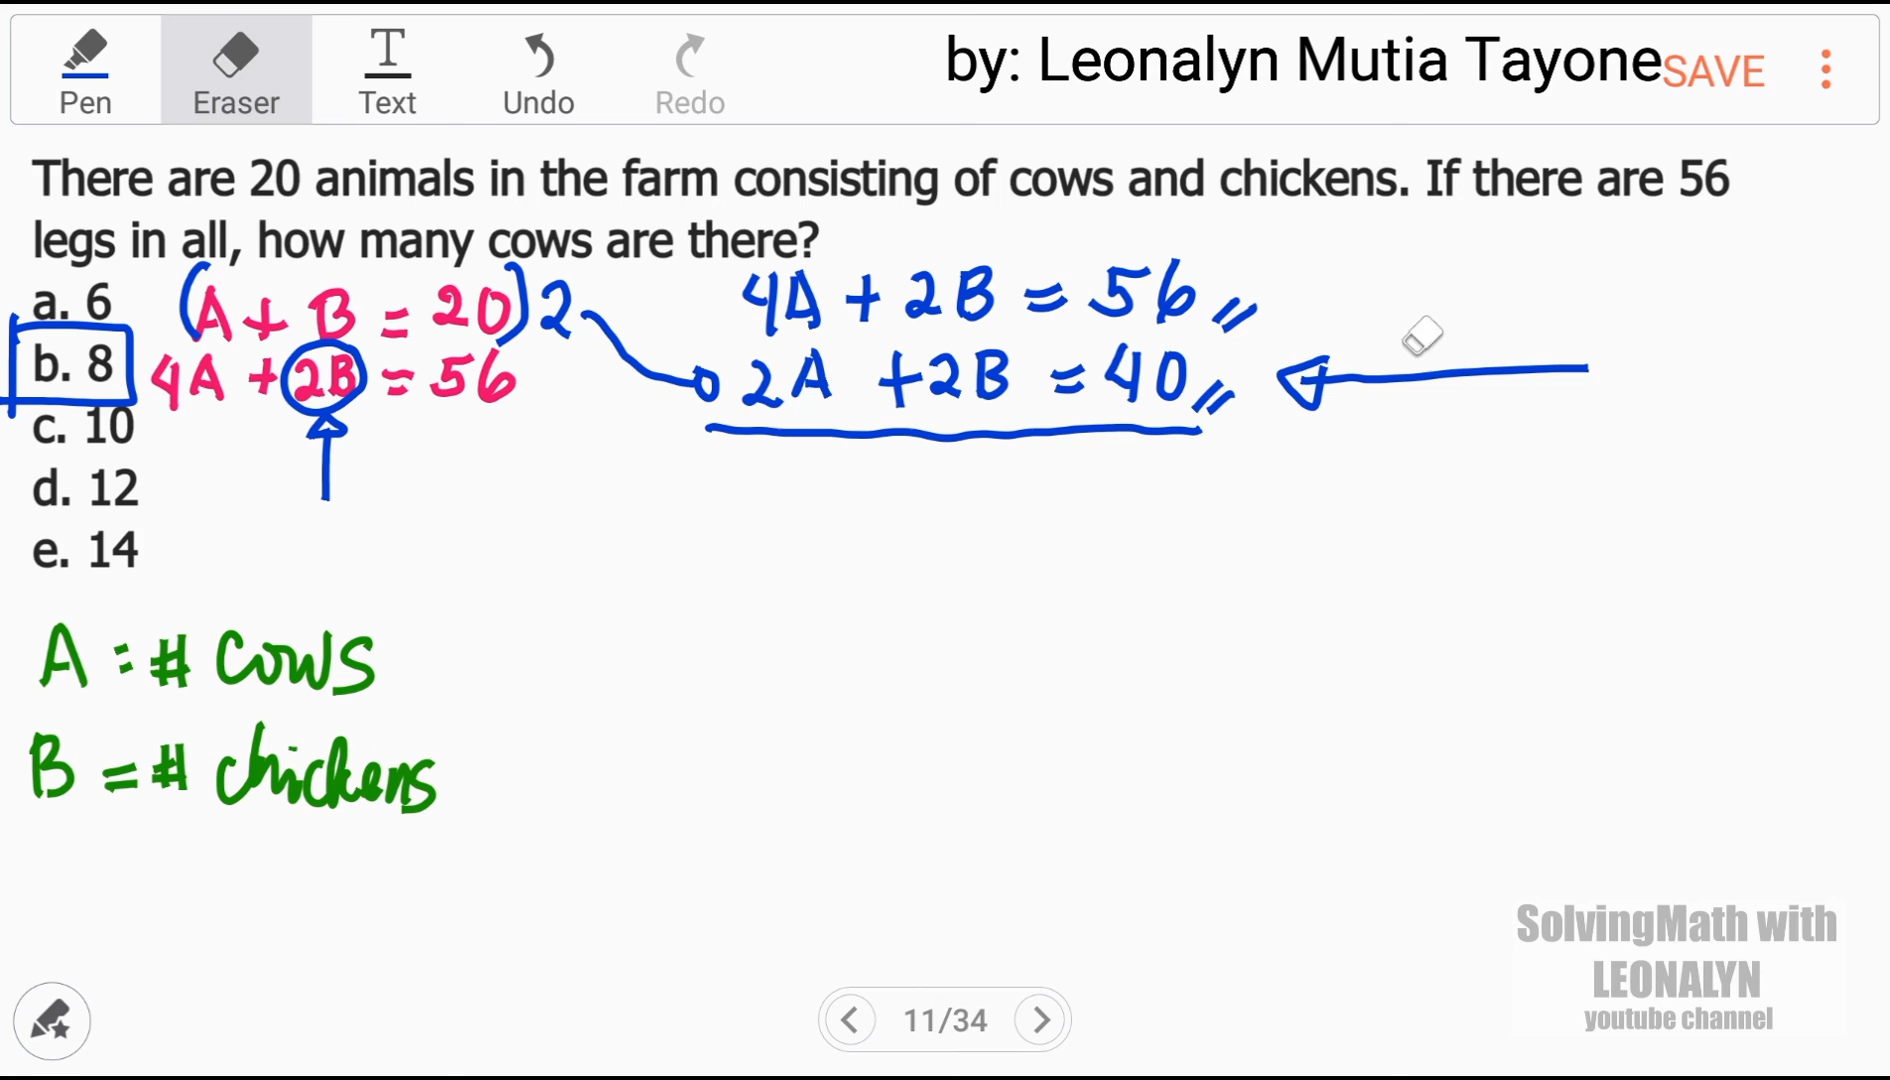 Pen
Eraser
T
Text
Undo
Redo
by: Leonalyn Mutia Tayone
SAVE
There are 20 animals in the farm consisting of cows and chickens. If there are 56
legs in all, how many cows are there?
a. 6
b. 8
c. 10
d. 12
e. 14
(A + B = 20)2
4A + 2B = 56
4A + 2B = 56
2A + 2B = 40
A : # cows
B = # chickens
SolvingMath with
LEONALYN
youtube channel
11/34